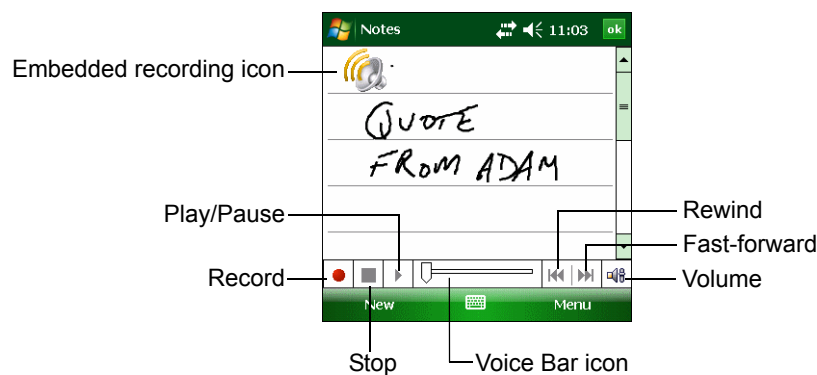 Notes 11:03 ok
Embedded recording icon
QUOTE
FROM ADAM
Play/Pause
Rewind
Fast-forward
Record
Volume
New Menu
Stop
Voice Bar icon